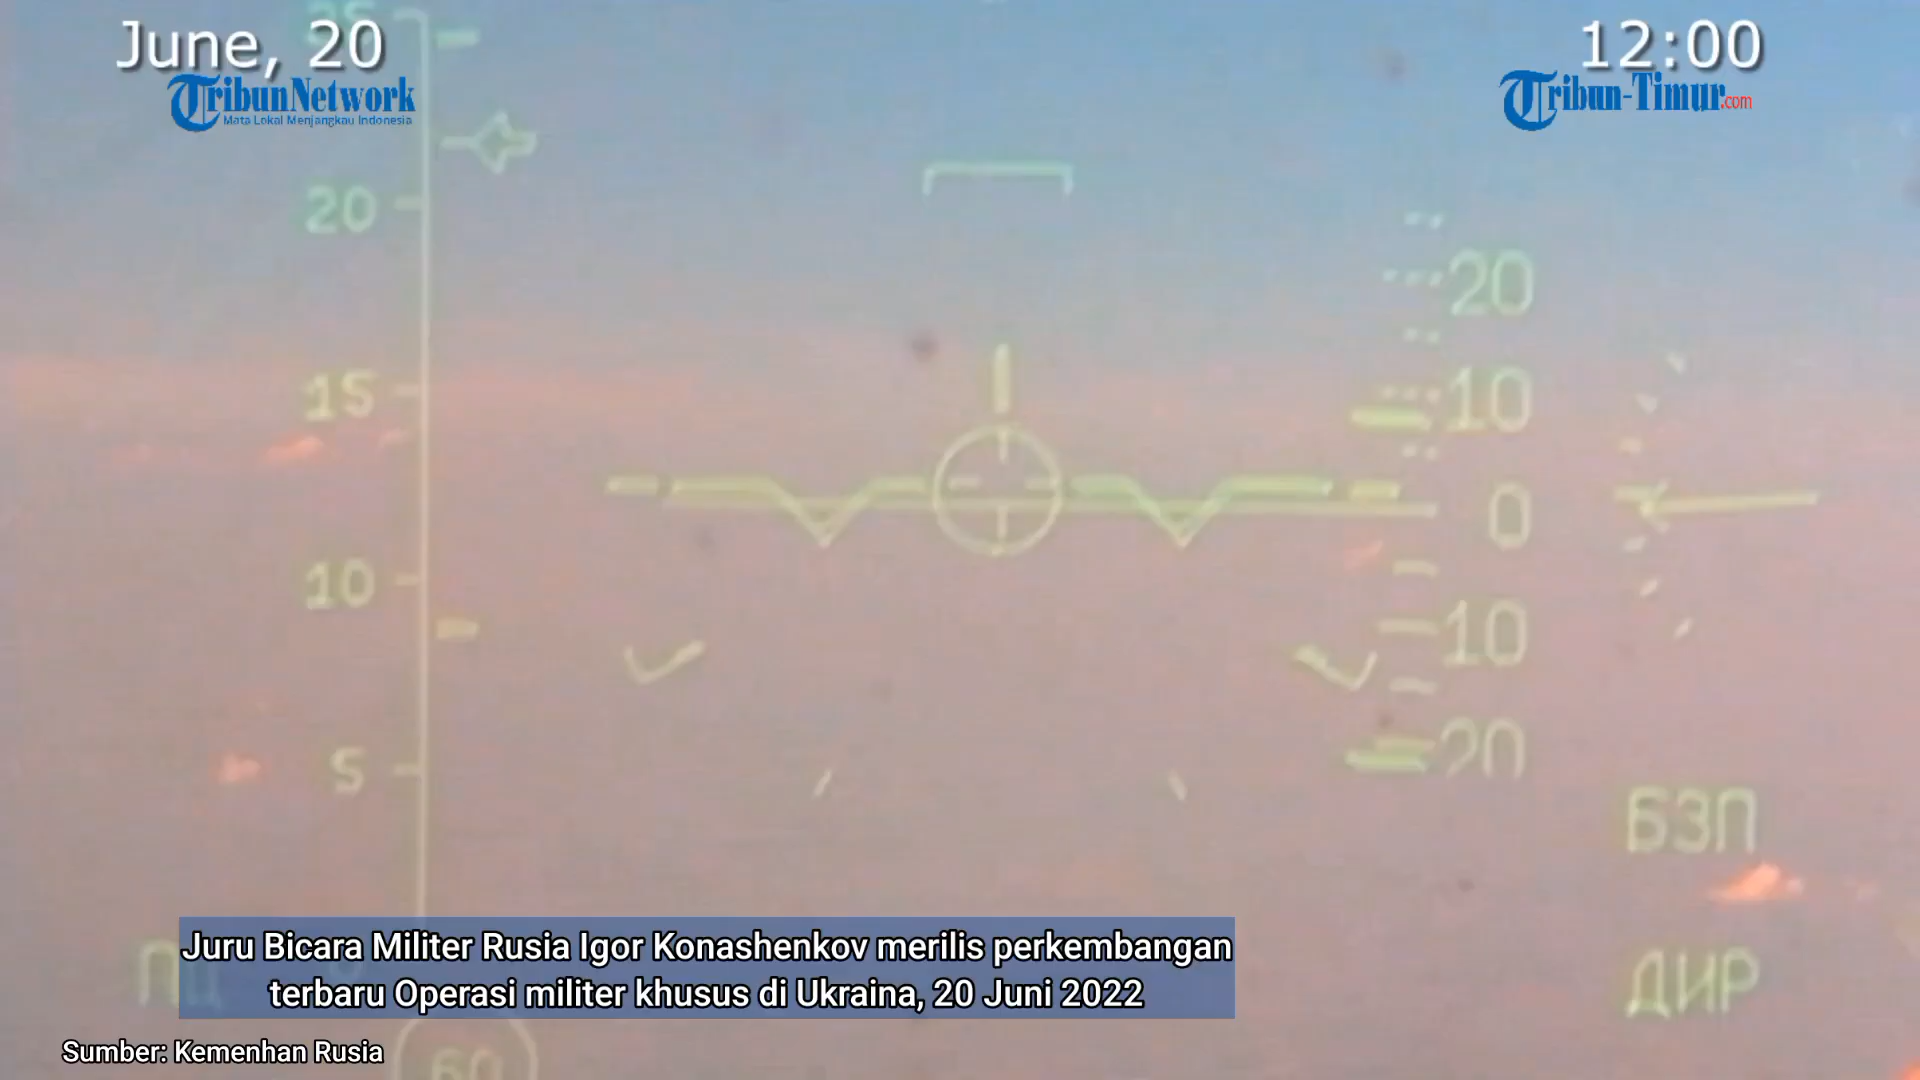 June, 20
12:00
TribunNetwork
Mata Lokal Menjangkau Indonesia
Tribun-Timur.com
25
20
15
10
5
20
10
0
10
20
БЗП
ДИР
Juru Bicara Militer Rusia Igor Konashenkov merilis perkembangan
terbaru Operasi militer khusus di Ukraina, 20 Juni 2022
Sumber: Kemenhan Rusia
60